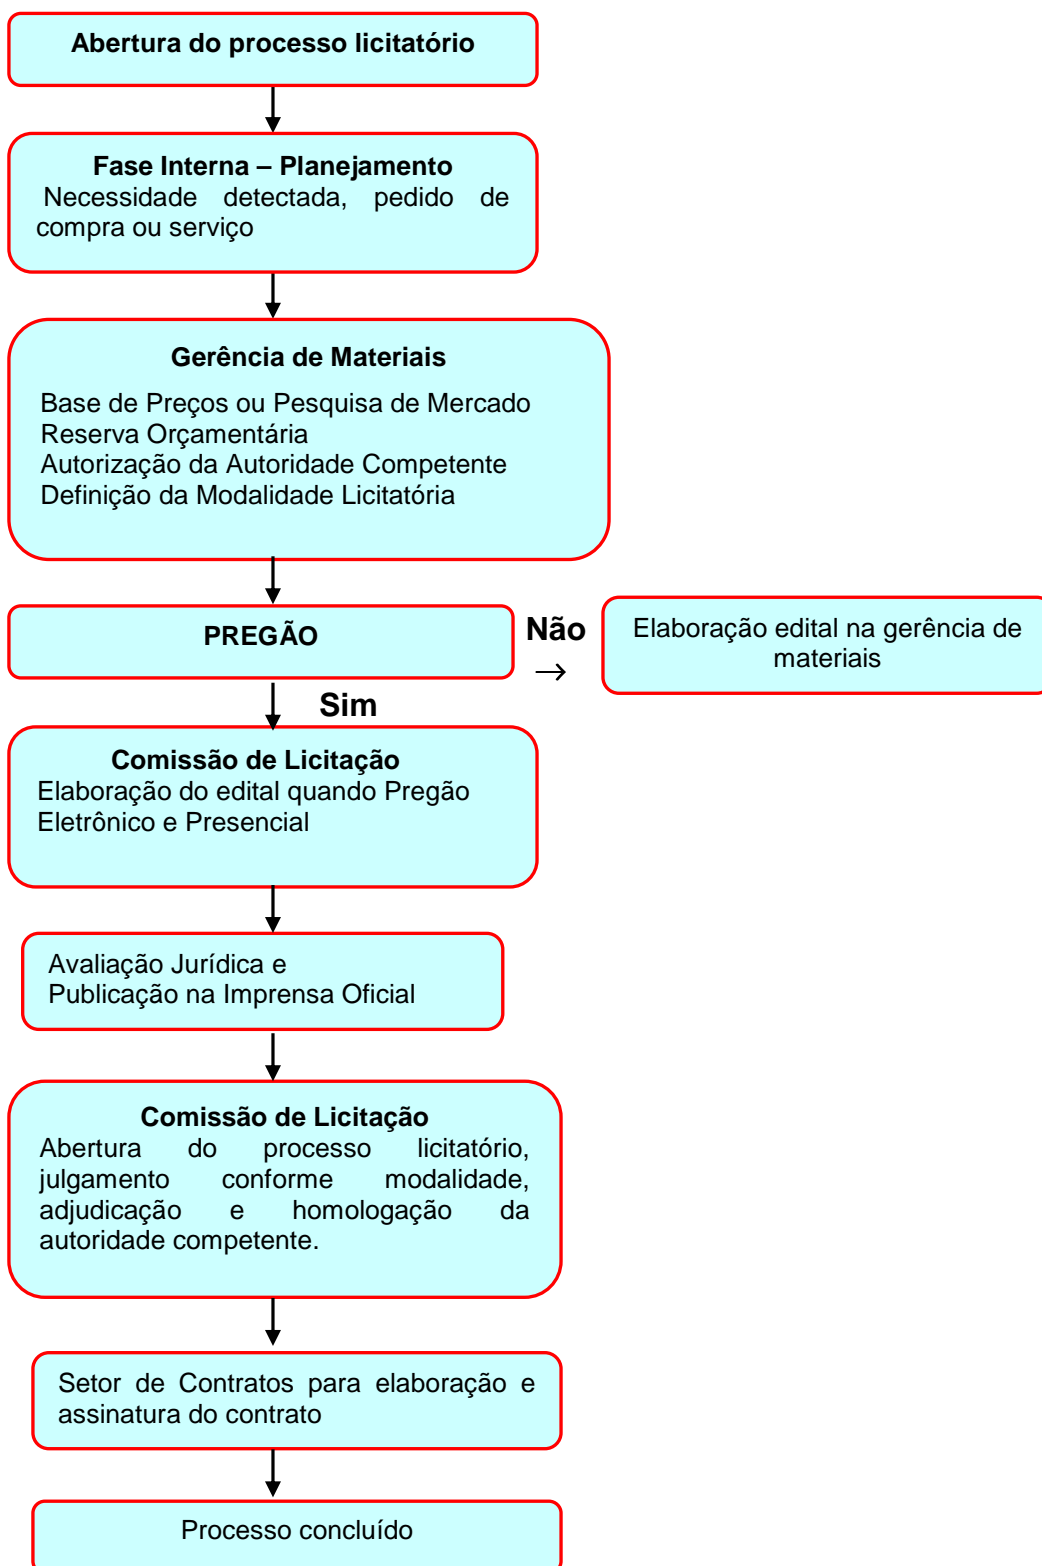 Abertura do processo licitatório
Fase Interna – Planejamento
Necessidade detectada, pedido de
compra ou serviço
Gerência de Materiais
Base de Preços ou Pesquisa de Mercado
Reserva Orçamentária
Autorização da Autoridade Competente
Definição da Modalidade Licitatória
PREGÃO
Não
→
Elaboração edital na gerência de
materiais
Sim
Comissão de Licitação
Elaboração do edital quando Pregão
Eletrônico e Presencial
Avaliação Jurídica e
Publicação na Imprensa Oficial
Comissão de Licitação
Abertura do processo licitatório,
julgamento conforme modalidade,
adjudicação e homologação da
autoridade competente.
Setor de Contratos para elaboração e
assinatura do contrato
Processo concluído